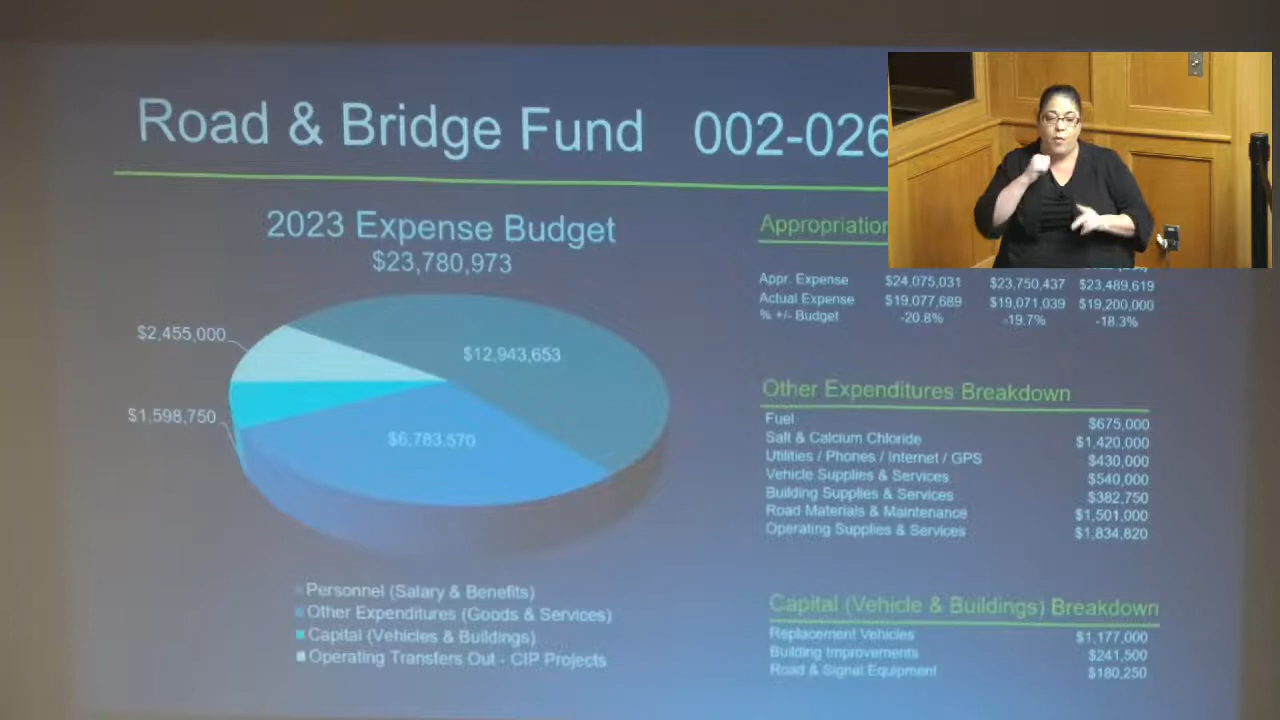 Road & Bridge Fund 002-026
2023 Expense Budget
$23,780,973
$2,455,000
$12,943,653
$1,598,750
$6,783,570
Personnel (Salary & Benefits)
Other Expenditures (Goods & Services)
Capital (Vehicles & Buildings)
Operating Transfers Out - CIP Projects
Appr. Expense $24,075,031 $23,750,437 $23,489,619
Actual Expense $19,077,689 $19,071,039 $19,200,000
% +/- Budget -20.8% -19.7% -18.3%
Other Expenditures Breakdown
Fuel $675,000
Salt & Calcium Chloride $1,420,000
Utilities / Phones / Internet / GPS $430,000
Vehicle Supplies & Services $540,000
Building Supplies & Services $382,750
Road Materials & Maintenance $1,501,000
Operating Supplies & Services $1,834,820
Capital (Vehicle & Buildings) Breakdown
Replacement Vehicles $1,177,000
Building Improvements $241,500
Road & Signal Equipment $180,250